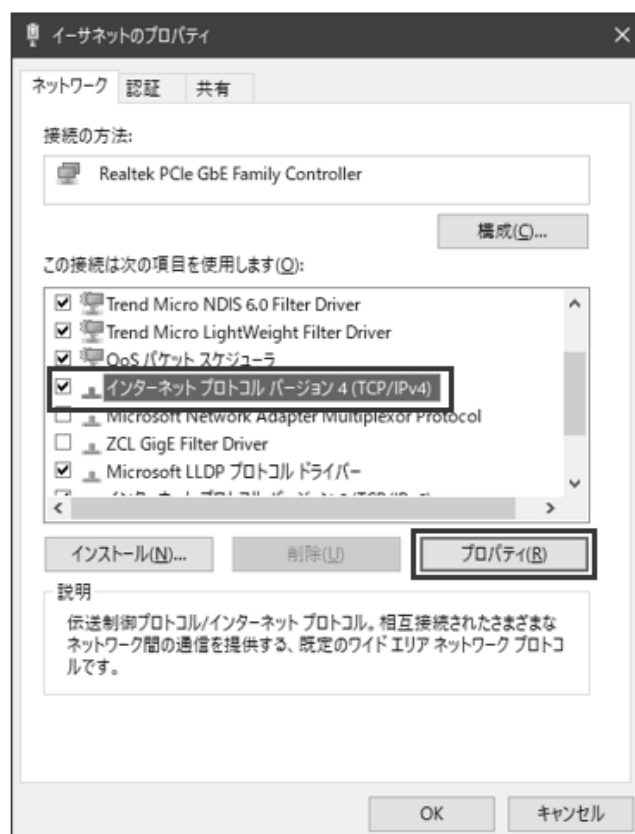 イーサネットのプロパティ
ネットワーク 認証 共有
接続の方法:
Realtek PCIe GbE Family Controller
構成(C)...
この接続は次の項目を使用します(O):
Trend Micro NDIS 6.0 Filter Driver
Trend Micro LightWeight Filter Driver
QoS パケット スケジューラ
インターネット プロトコル バージョン 4 (TCP/IPv4)
Microsoft Network Adapter Multiplexor Protocol
ZCL GigE Filter Driver
Microsoft LLDP プロトコル ドライバー
インストール(N)... 削除(U) プロパティ(R)
説明
伝送制御プロトコル/インターネット プロトコル。相互接続されたさまざまな
ネットワーク間の通信を提供する、既定のワイド エリア ネットワーク プロトコ
ルです。
OK キャンセル